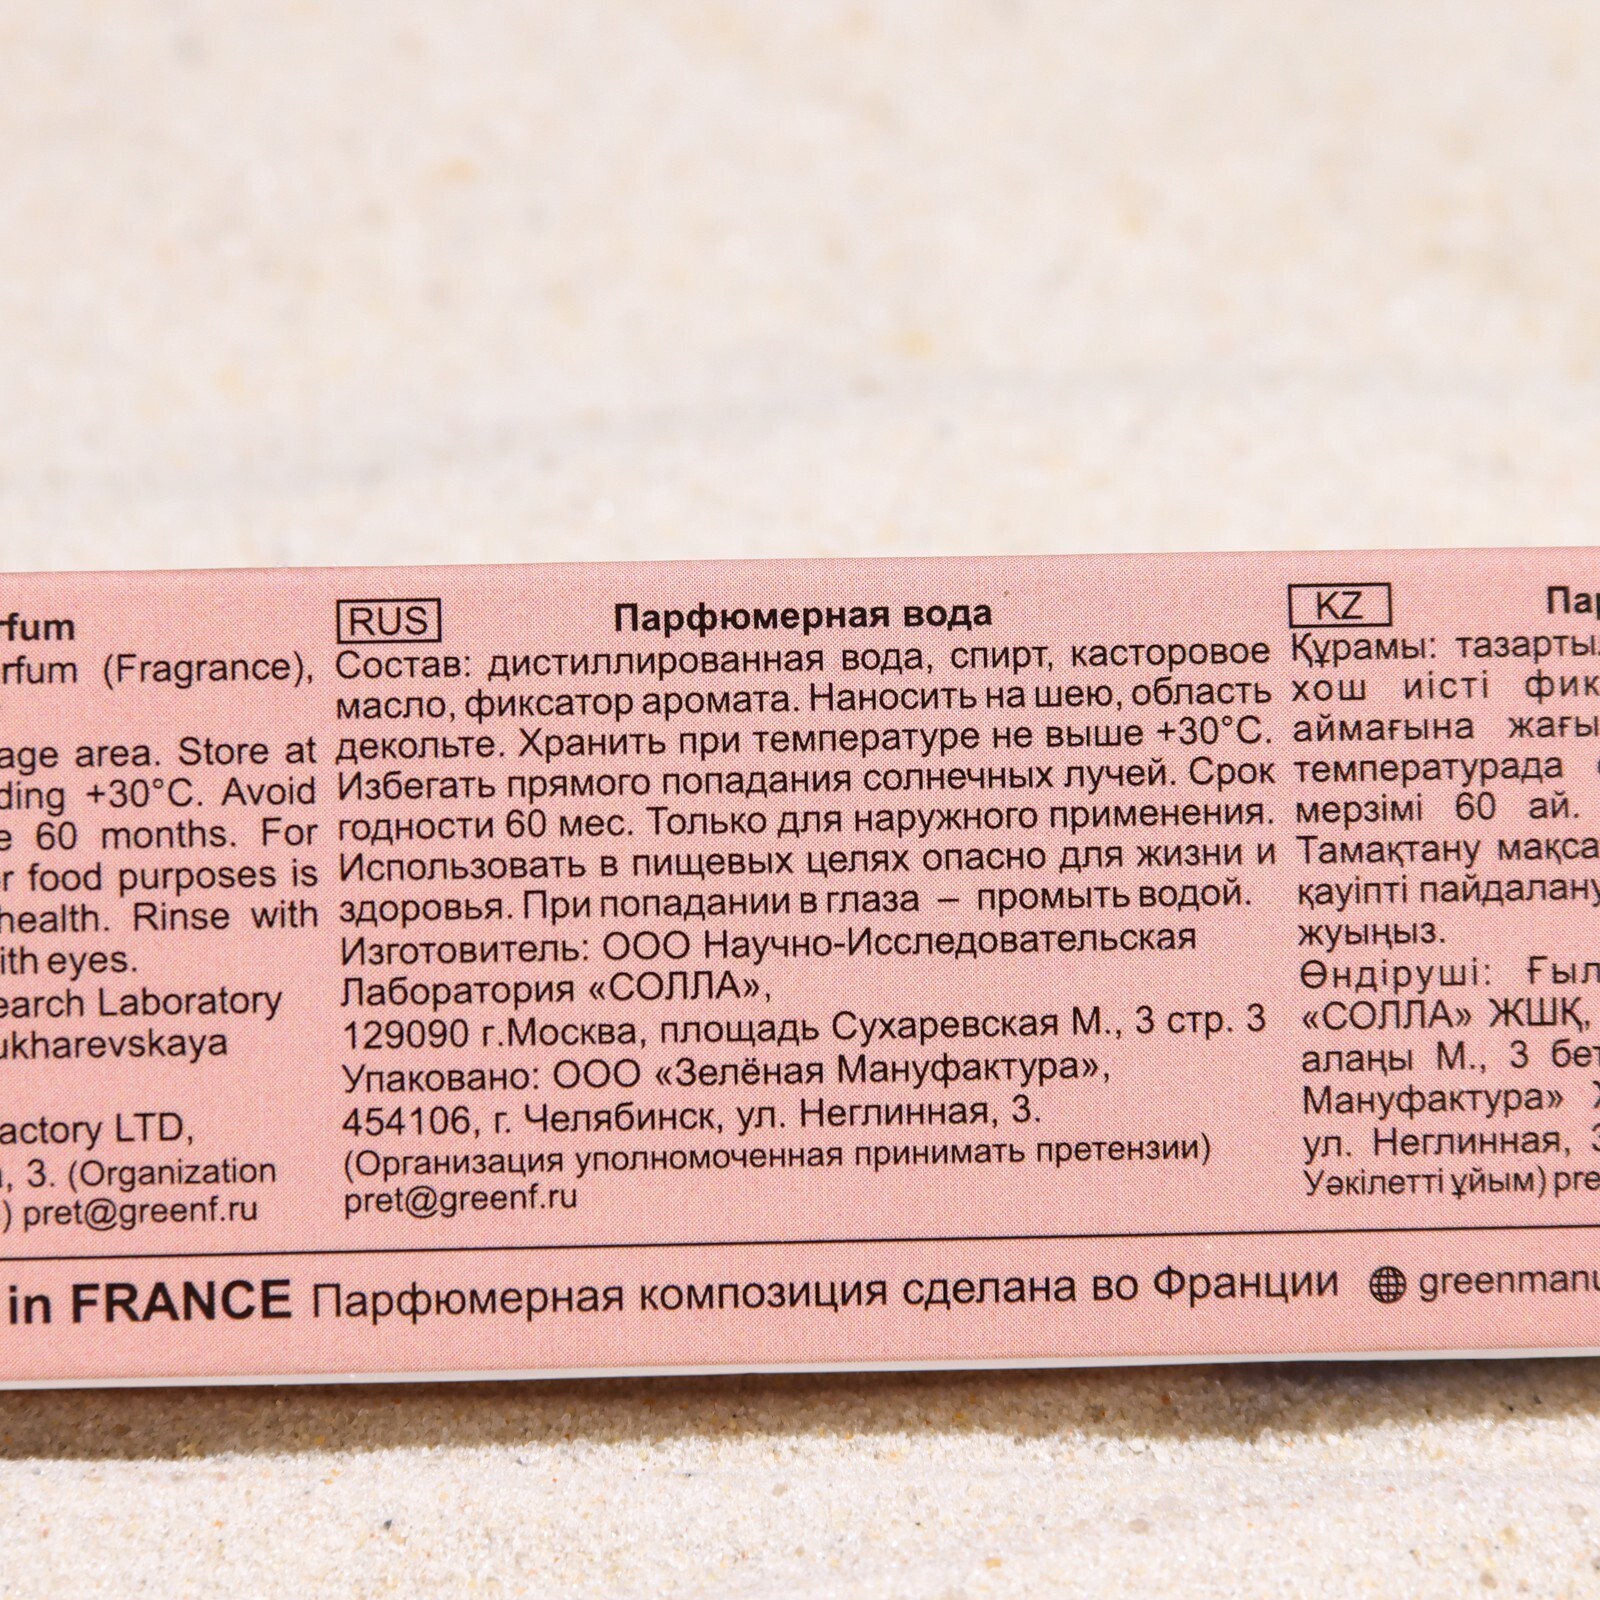 rfum
rfum (Fragrance),
age area. Store at
ding +30°C. Avoid
e 60 months. For
r food purposes is
health. Rinse with
ith eyes.
earch Laboratory
ukharevskaya
actory LTD,
, 3. (Organization
) pret@greenf.ru
RUS Парфюмерная вода
Состав: дистиллированная вода, спирт, касторовое
масло, фиксатор аромата. Наносить на шею, область
декольте. Хранить при температуре не выше +30°C.
Избегать прямого попадания солнечных лучей. Срок
годности 60 мес. Только для наружного применения.
Использовать в пищевых целях опасно для жизни и
здоровья. При попадании в глаза – промыть водой.
Изготовитель: ООО Научно-Исследовательская
Лаборатория «СОЛЛА»,
129090 г.Москва, площадь Сухаревская М., 3 стр. 3
Упаковано: ООО «Зелёная Мануфактура»,
454106, г. Челябинск, ул. Неглинная, 3.
(Организация уполномоченная принимать претензии)
pret@greenf.ru
KZ Пар
Құрамы: тазарты
хош иісті фик
аймағына жағы
температурада
мерзімі 60 ай.
Тамақтану мақса
қауіпті пайдалану
жуыңыз.
Өндіруші: Ғыл
«СОЛЛА» ЖШҚ,
алаңы М., 3 бет
Мануфактура»
ул. Неглинная, 3
Уәкілетті ұйым) pre
in FRANCE Парфюмерная композиция сделана во Франции greenmanu